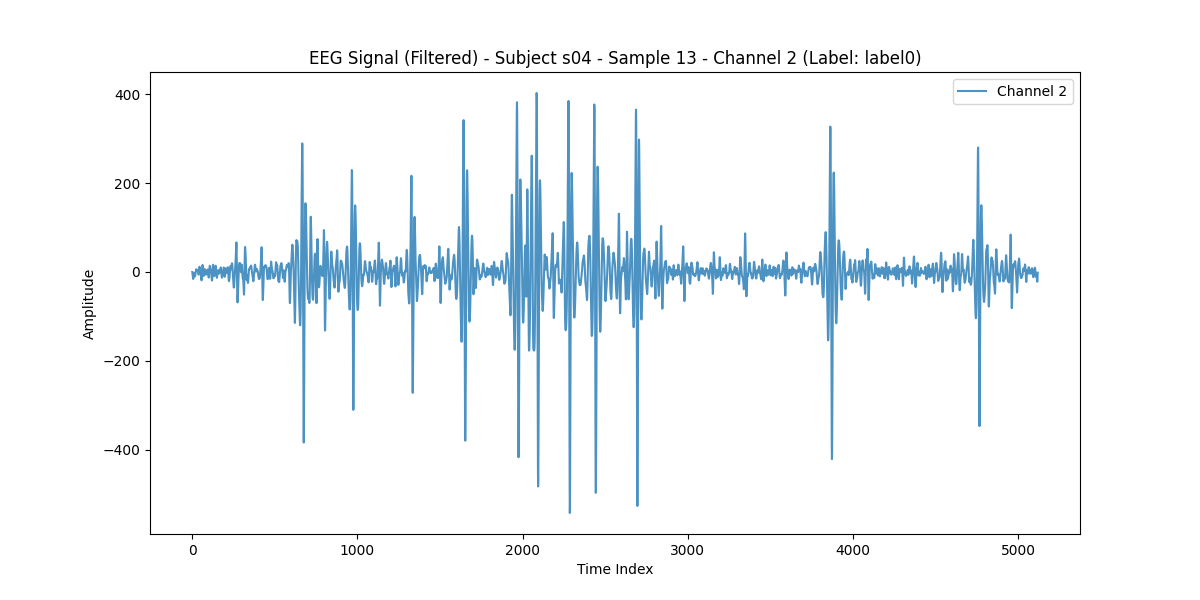 EEG Signal (Filtered) - Subject s04 - Sample 13 - Channel 2 (Label: label0)
Channel 2
400
200
0
−200
−400
Amplitude
0 1000 2000 3000 4000 5000
Time Index